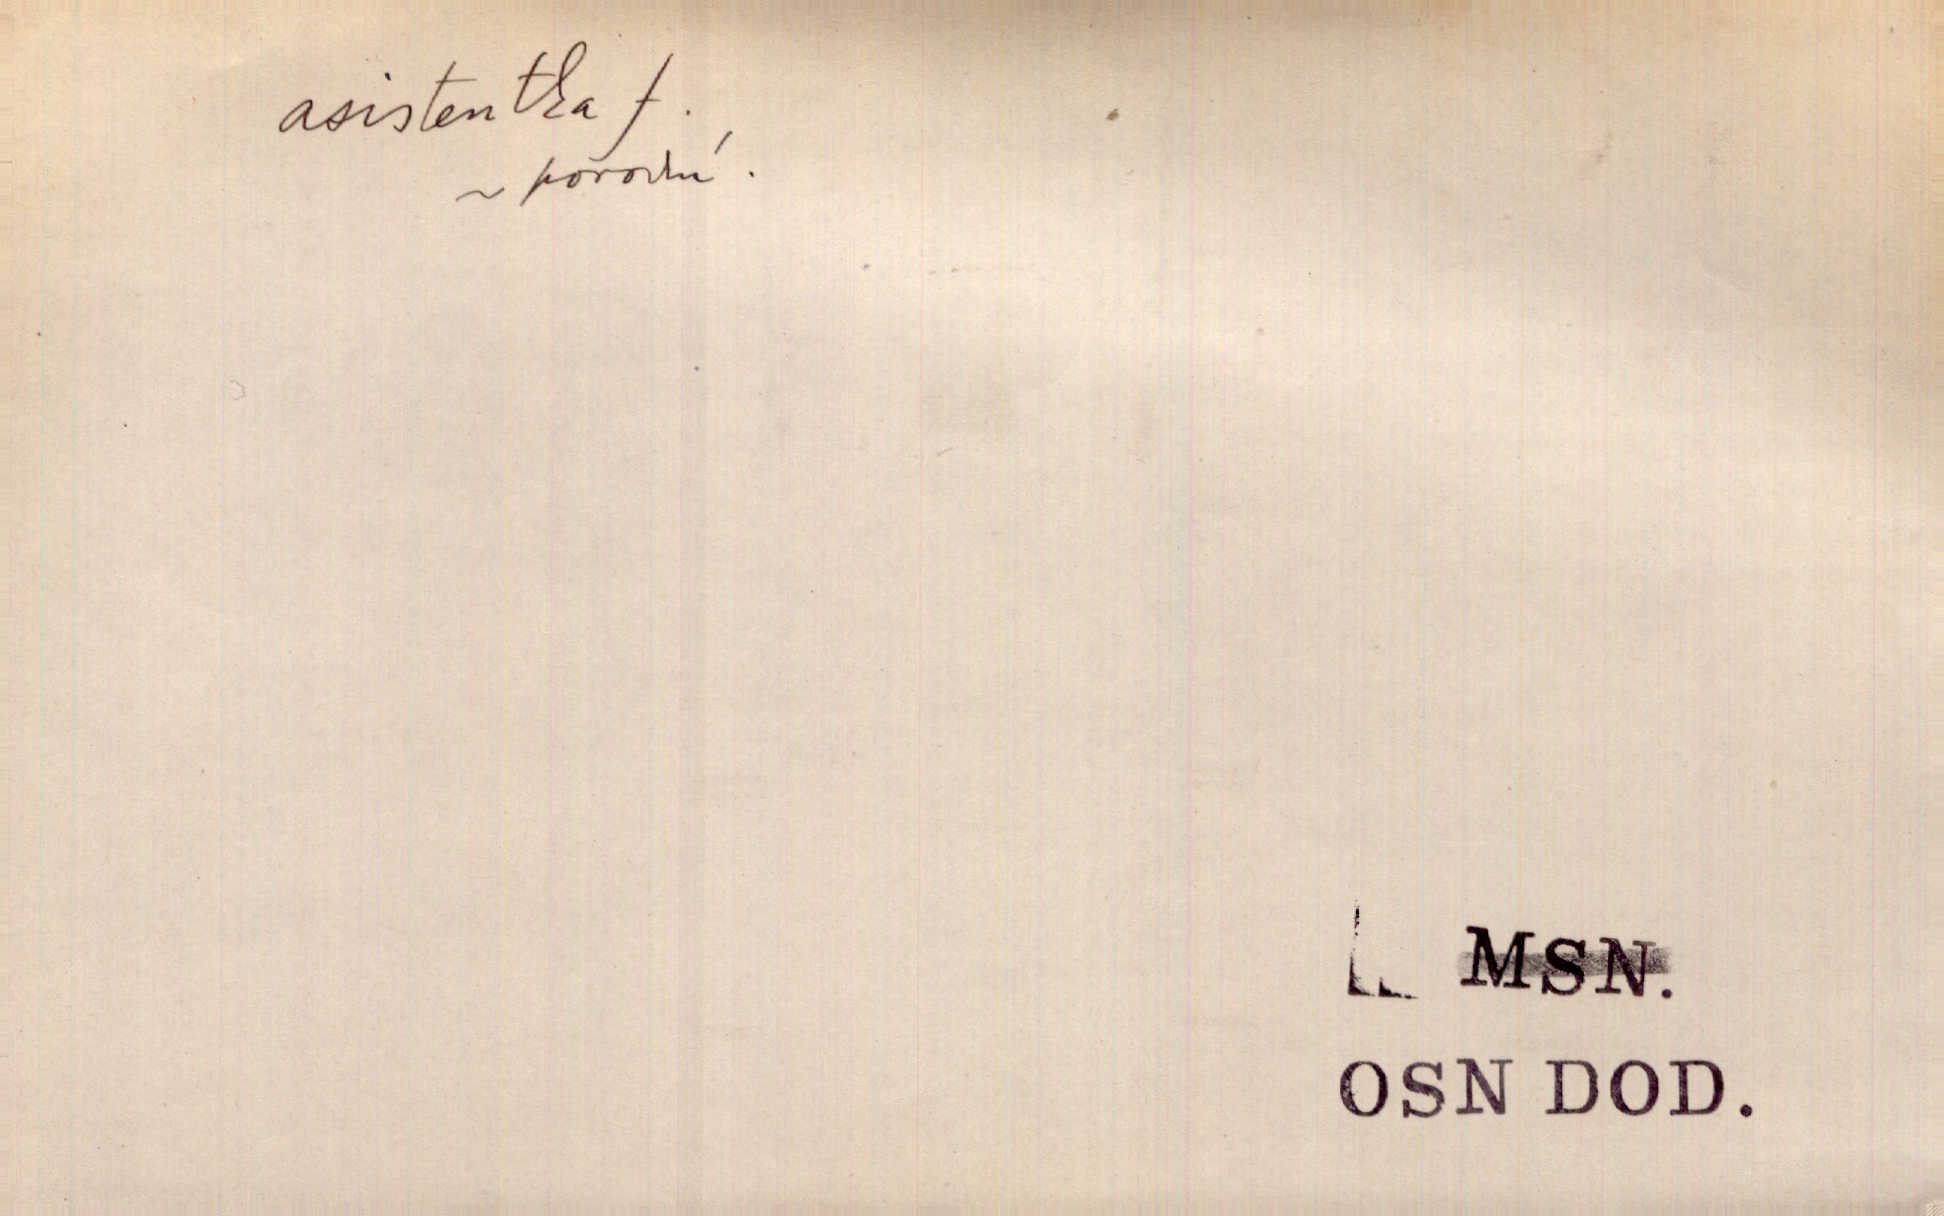 asistentka f.
~ porodní.
MSN.
OSN DOD.